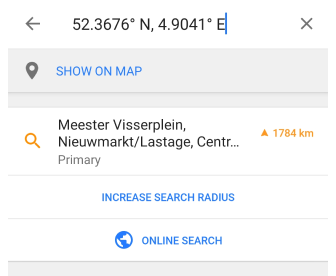 52.3676° N, 4.9041° E
SHOW ON MAP
Meester Visserplein,
Nieuwmarkt/Lastage, Centr...
1784 km
Primary
INCREASE SEARCH RADIUS
ONLINE SEARCH